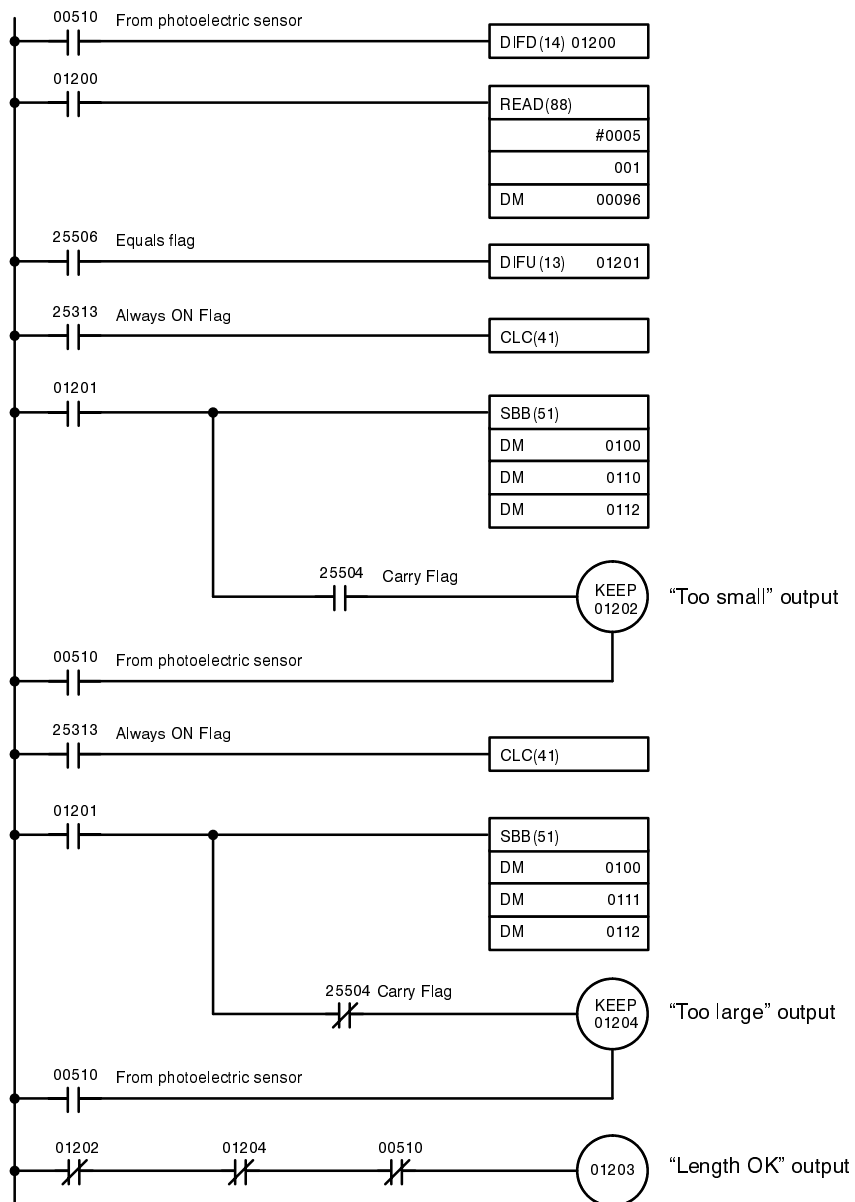 00510 From photoelectric sensor
DIFD(14) 01200
01200
READ(88)
#0005
001
DM 00096
25506 Equals flag
DIFU(13) 01201
25313 Always ON Flag
CLC(41)
01201
SBB(51)
DM 0100
DM 0110
DM 0112
25504 Carry Flag
KEEP
01202
“Too small” output
00510 From photoelectric sensor
25313 Always ON Flag
CLC(41)
01201
SBB(51)
DM 0100
DM 0111
DM 0112
25504 Carry Flag
KEEP
01204
“Too large” output
00510 From photoelectric sensor
01202 01204 00510
01203
“Length OK” output